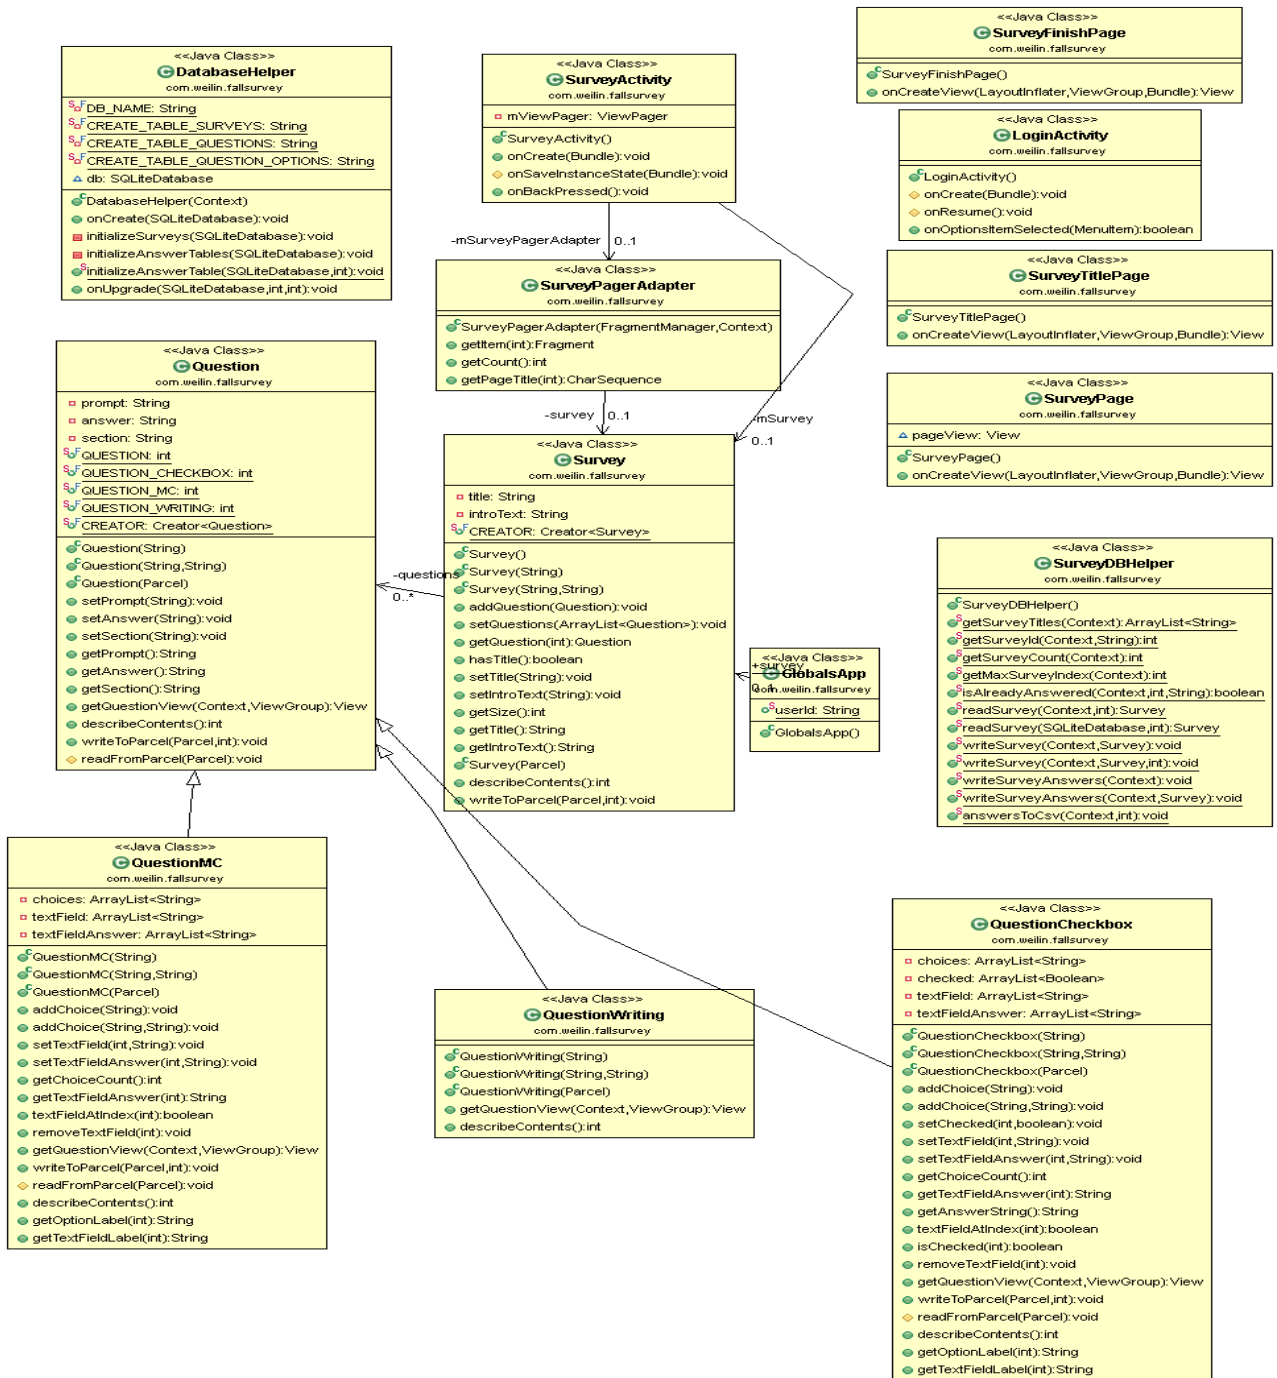 <<Java Class>>
DatabaseHelper
com.weilin.fallsurvey
DB_NAME: String
CREATE_TABLE_SURVEYS: String
CREATE_TABLE_QUESTIONS: String
CREATE_TABLE_QUESTION_OPTIONS: String
db: SQLiteDatabase
DatabaseHelper(Context)
onCreate(SQLiteDatabase):void
initializeSurveys(SQLiteDatabase):void
initializeAnswerTables(SQLiteDatabase):void
initializeAnswerTable(SQLiteDatabase,int):void
onUpgrade(SQLiteDatabase,int,int):void
<<Java Class>>
SurveyActivity
com.weilin.fallsurvey
mViewPager: ViewPager
SurveyActivity()
onCreate(Bundle):void
onSaveInstanceState(Bundle):void
onBackPressed():void
<<Java Class>>
SurveyFinishPage
com.weilin.fallsurvey
SurveyFinishPage()
onCreateView(LayoutInflater,ViewGroup,Bundle):View
<<Java Class>>
LoginActivity
com.weilin.fallsurvey
LoginActivity()
onCreate(Bundle):void
onResume():void
onOptionsItemSelected(MenuItem):boolean
-mSurveyPagerAdapter 0..1
<<Java Class>>
SurveyPagerAdapter
com.weilin.fallsurvey
SurveyPagerAdapter(FragmentManager,Context)
getItem(int):Fragment
getCount():int
getPageTitle(int):CharSequence
<<Java Class>>
SurveyTitlePage
com.weilin.fallsurvey
SurveyTitlePage()
onCreateView(LayoutInflater,ViewGroup,Bundle):View
<<Java Class>>
SurveyPage
com.weilin.fallsurvey
pageView: View
SurveyPage()
onCreateView(LayoutInflater,ViewGroup,Bundle):View
-survey 0..1
-mSurvey
0..1
<<Java Class>>
Question
com.weilin.fallsurvey
prompt: String
answer: String
section: String
QUESTION: int
QUESTION_CHECKBOX: int
QUESTION_MC: int
QUESTION_WRITING: int
CREATOR: Creator<Question>
Question(String)
Question(String,String)
Question(Parcel)
setPrompt(String):void
setAnswer(String):void
setSection(String):void
getPrompt():String
getAnswer():String
getSection():String
getQuestionView(Context,ViewGroup):View
describeContents():int
writeToParcel(Parcel,int):void
readFromParcel(Parcel):void
-questions
0..*
<<Java Class>>
Survey
com.weilin.fallsurvey
title: String
introText: String
CREATOR: Creator<Survey>
Survey()
Survey(String)
Survey(String,String)
addQuestion(Question):void
setQuestions(ArrayList<Question>):void
getQuestion(int):Question
hasTitle():boolean
setTitle(String):void
setIntroText(String):void
getSize():int
getTitle():String
getIntroText():String
Survey(Parcel)
describeContents():int
writeToParcel(Parcel,int):void
<<Java Class>>
+survey
GlobalsApp
0..1
com.weilin.fallsurvey
userId: String
GlobalsApp()
<<Java Class>>
SurveyDBHelper
com.weilin.fallsurvey
SurveyDBHelper()
getSurveyTitles(Context):ArrayList<String>
getSurveyId(Context,String):int
getSurveyCount(Context):int
getMaxSurveyIndex(Context):int
isAlreadyAnswered(Context,int,String):boolean
readSurvey(Context,int):Survey
readSurvey(SQLiteDatabase,int):Survey
writeSurvey(Context,Survey):void
writeSurvey(Context,Survey,int):void
writeSurveyAnswers(Context):void
writeSurveyAnswers(Context,Survey):void
answersToCsv(Context,int):void
<<Java Class>>
QuestionMC
com.weilin.fallsurvey
choices: ArrayList<String>
textField: ArrayList<String>
textFieldAnswer: ArrayList<String>
QuestionMC(String)
QuestionMC(String,String)
QuestionMC(Parcel)
addChoice(String):void
addChoice(String,String):void
setTextField(int,String):void
setTextFieldAnswer(int,String):void
getChoiceCount():int
getTextFieldAnswer(int):String
textFieldAtIndex(int):boolean
removeTextField(int):void
getQuestionView(Context,ViewGroup):View
writeToParcel(Parcel,int):void
readFromParcel(Parcel):void
describeContents():int
getOptionLabel(int):String
getTextFieldLabel(int):String
<<Java Class>>
QuestionWriting
com.weilin.fallsurvey
QuestionWriting(String)
QuestionWriting(String,String)
QuestionWriting(Parcel)
getQuestionView(Context,ViewGroup):View
describeContents():int
<<Java Class>>
QuestionCheckbox
com.weilin.fallsurvey
choices: ArrayList<String>
checked: ArrayList<Boolean>
textField: ArrayList<String>
textFieldAnswer: ArrayList<String>
QuestionCheckbox(String)
QuestionCheckbox(String,String)
QuestionCheckbox(Parcel)
addChoice(String):void
addChoice(String,String):void
setChecked(int,boolean):void
setTextField(int,String):void
setTextFieldAnswer(int,String):void
getChoiceCount():int
getTextFieldAnswer(int):String
getAnswerString():String
textFieldAtIndex(int):boolean
isChecked(int):boolean
removeTextField(int):void
getQuestionView(Context,ViewGroup):View
writeToParcel(Parcel,int):void
readFromParcel(Parcel):void
describeContents():int
getOptionLabel(int):String
getTextFieldLabel(int):String